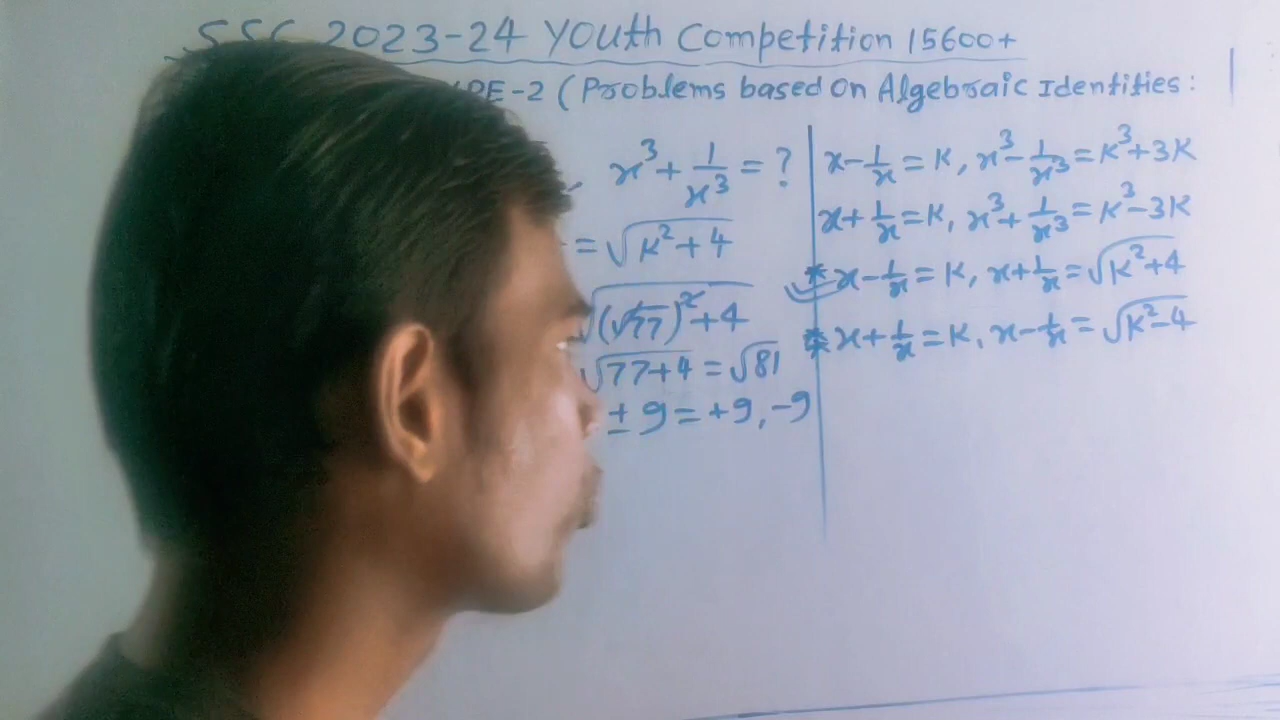 SSC 2023-24 Youth Competition 15600+
YPE-2 (Problems based on Algebraic Identities:
x³+1/x³=?
=√K²+4
√(√77)²+4
√77+4=√81
±9=+9,-9
x-1/x=K, x³-1/x³=K³+3K
x+1/x=K, x³+1/x³=K³-3K
* x-1/x=K, x+1/x=√K²+4
* x+1/x=K, x-1/x=√K²-4